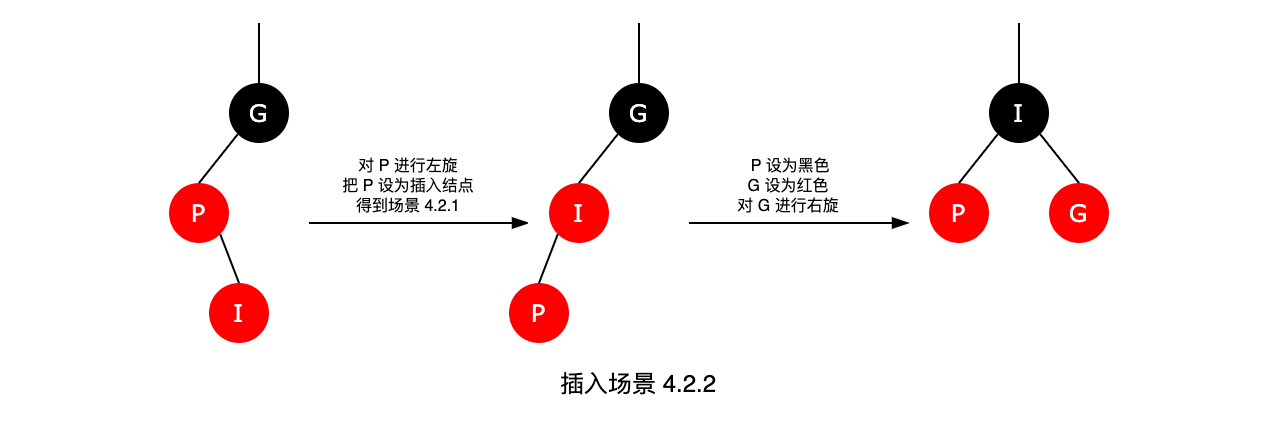 G
P
I
对 P 进行左旋
把 P 设为插入结点
得到场景 4.2.1
G
I
P
P 设为黑色
G 设为红色
对 G 进行右旋
I
P G
插入场景 4.2.2